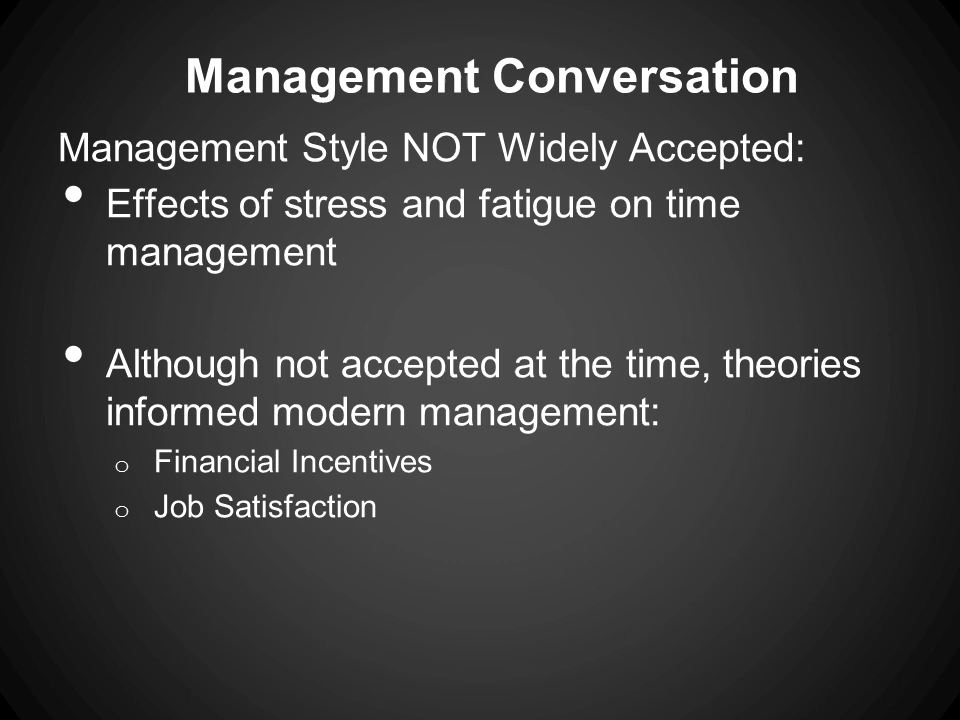 Management Conversation
Management Style NOT Widely Accepted:
• Effects of stress and fatigue on time
management
• Although not accepted at the time, theories
informed modern management:
o Financial Incentives
o Job Satisfaction